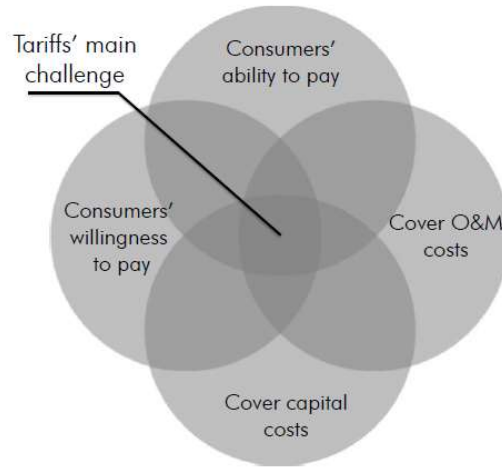 Tariffs' main
challenge
Consumers'
ability to pay
Consumers'
willingness
to pay
Cover O&M
costs
Cover capital
costs